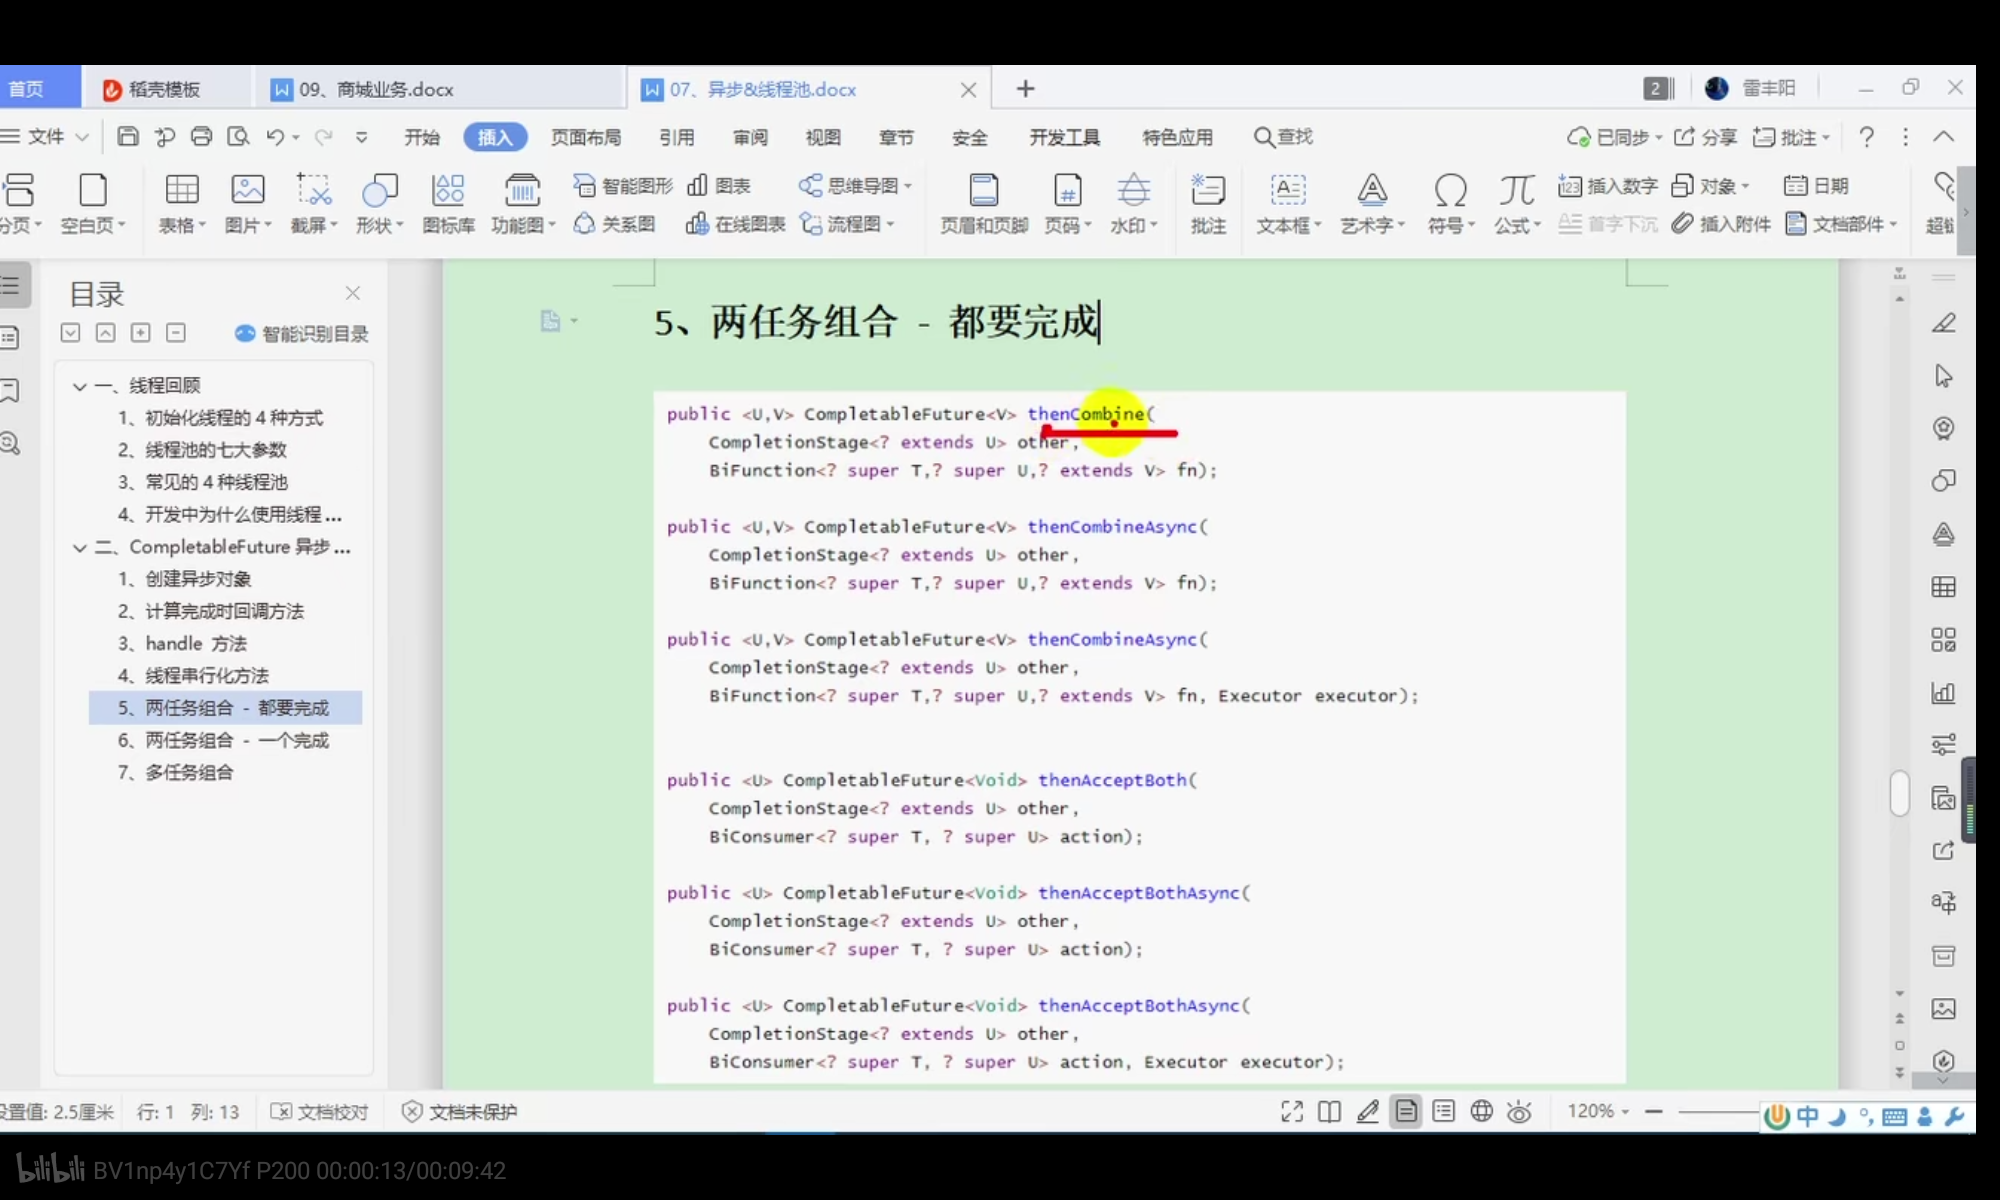 首页 稻壳模板 09、商城业务.docx 07、异步&线程池.docx 2 雷丰阳
文件 开始 插入 页面布局 引用 审阅 视图 章节 安全 开发工具 特色应用 查找 已同步 分享 批注
分页 空白页 表格 图片 截屏 形状 图标库 功能图 智能图形 图表 思维导图 页眉和页脚 页码 水印 批注 文本框 艺术字 符号 公式 插入数字 对象 日期
关系图 在线图表 流程图 首字下沉 插入附件 文档部件 超链
目录
智能识别目录
一、线程回顾
1、初始化线程的 4 种方式
2、线程池的七大参数
3、常见的 4 种线程池
4、开发中为什么使用线程...
二、CompletableFuture 异步...
1、创建异步对象
2、计算完成时回调方法
3、handle 方法
4、线程串行化方法
5、两任务组合 - 都要完成
6、两任务组合 - 一个完成
7、多任务组合
5、两任务组合 - 都要完成
public <U,V> CompletableFuture<V> thenCombine(
CompletionStage<? extends U> other,
BiFunction<? super T,? super U,? extends V> fn);
public <U,V> CompletableFuture<V> thenCombineAsync(
CompletionStage<? extends U> other,
BiFunction<? super T,? super U,? extends V> fn);
public <U,V> CompletableFuture<V> thenCombineAsync(
CompletionStage<? extends U> other,
BiFunction<? super T,? super U,? extends V> fn, Executor executor);
public <U> CompletableFuture<Void> thenAcceptBoth(
CompletionStage<? extends U> other,
BiConsumer<? super T, ? super U> action);
public <U> CompletableFuture<Void> thenAcceptBothAsync(
CompletionStage<? extends U> other,
BiConsumer<? super T, ? super U> action);
public <U> CompletableFuture<Void> thenAcceptBothAsync(
CompletionStage<? extends U> other,
BiConsumer<? super T, ? super U> action, Executor executor);
设置值: 2.5厘米 行: 1 列: 13 文档校对 文档未保护 120% 中
bilibili BV1np4y1C7Yf P200 00:00:13/00:09:42